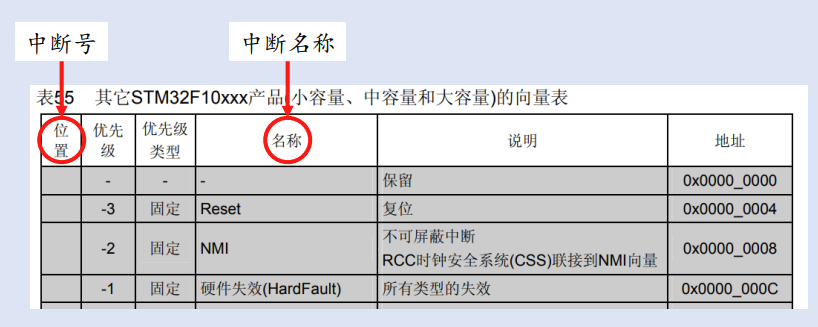 中断号 中断名称
表55 其它STM32F10xxx产品(小容量、中容量和大容量)的向量表
位置 优先级 优先级类型 名称 说明 地址
- - - 保留 0x0000_0000
-3 固定 Reset 复位 0x0000_0004
-2 固定 NMI 不可屏蔽中断 0x0000_0008
RCC时钟安全系统(CSS)联接到NMI向量
-1 固定 硬件失效(HardFault) 所有类型的失效 0x0000_000C